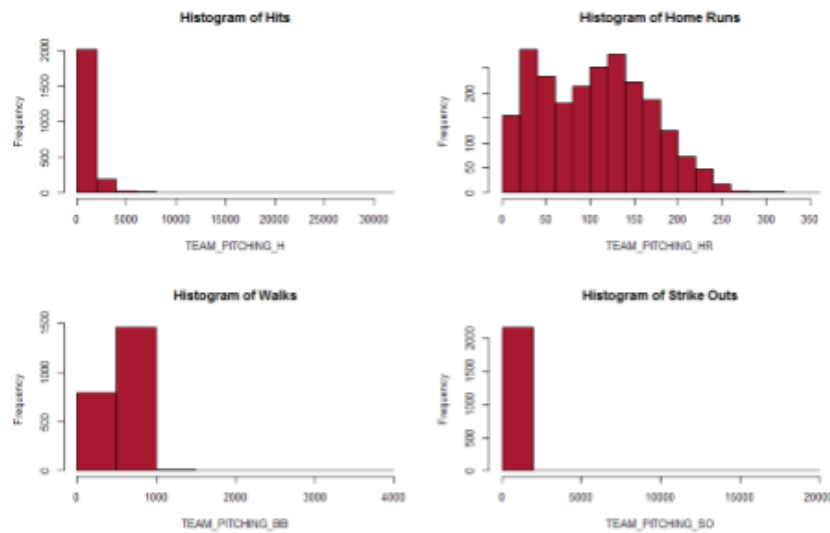 Histogram of Hits
Frequency
0 500 1000 1500 2000
0 5000 10000 15000 20000 25000 30000
TEAM_PITCHING_H
Histogram of Home Runs
Frequency
0 50 100 200
0 50 100 150 200 250 300 350
TEAM_PITCHING_HR
Histogram of Walks
Frequency
0 500 1000 1500
0 1000 2000 3000 4000
TEAM_PITCHING_BB
Histogram of Strike Outs
Frequency
0 500 1000 1500 2000
0 5000 10000 15000 20000
TEAM_PITCHING_SO